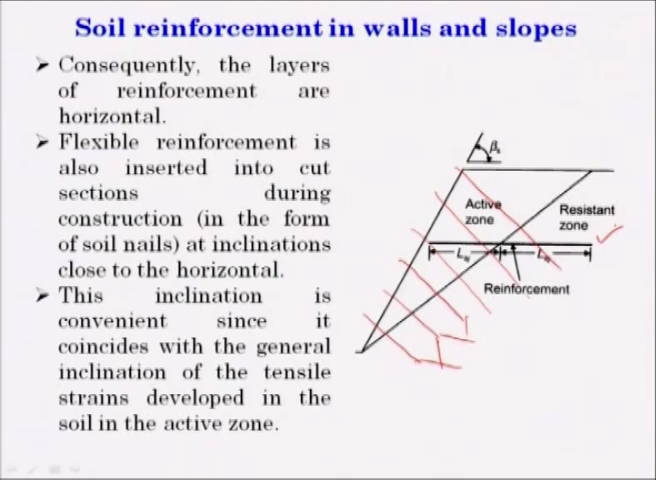 Soil reinforcement in walls and slopes
➢ Consequently, the layers
of reinforcement are
horizontal.
➢ Flexible reinforcement is
also inserted into cut
sections during
construction (in the form
of soil nails) at inclinations
close to the horizontal.
➢ This inclination is
convenient since it
coincides with the general
inclination of the tensile
strains developed in the
soil in the active zone.
Active
zone
Resistant
zone
Reinforcement